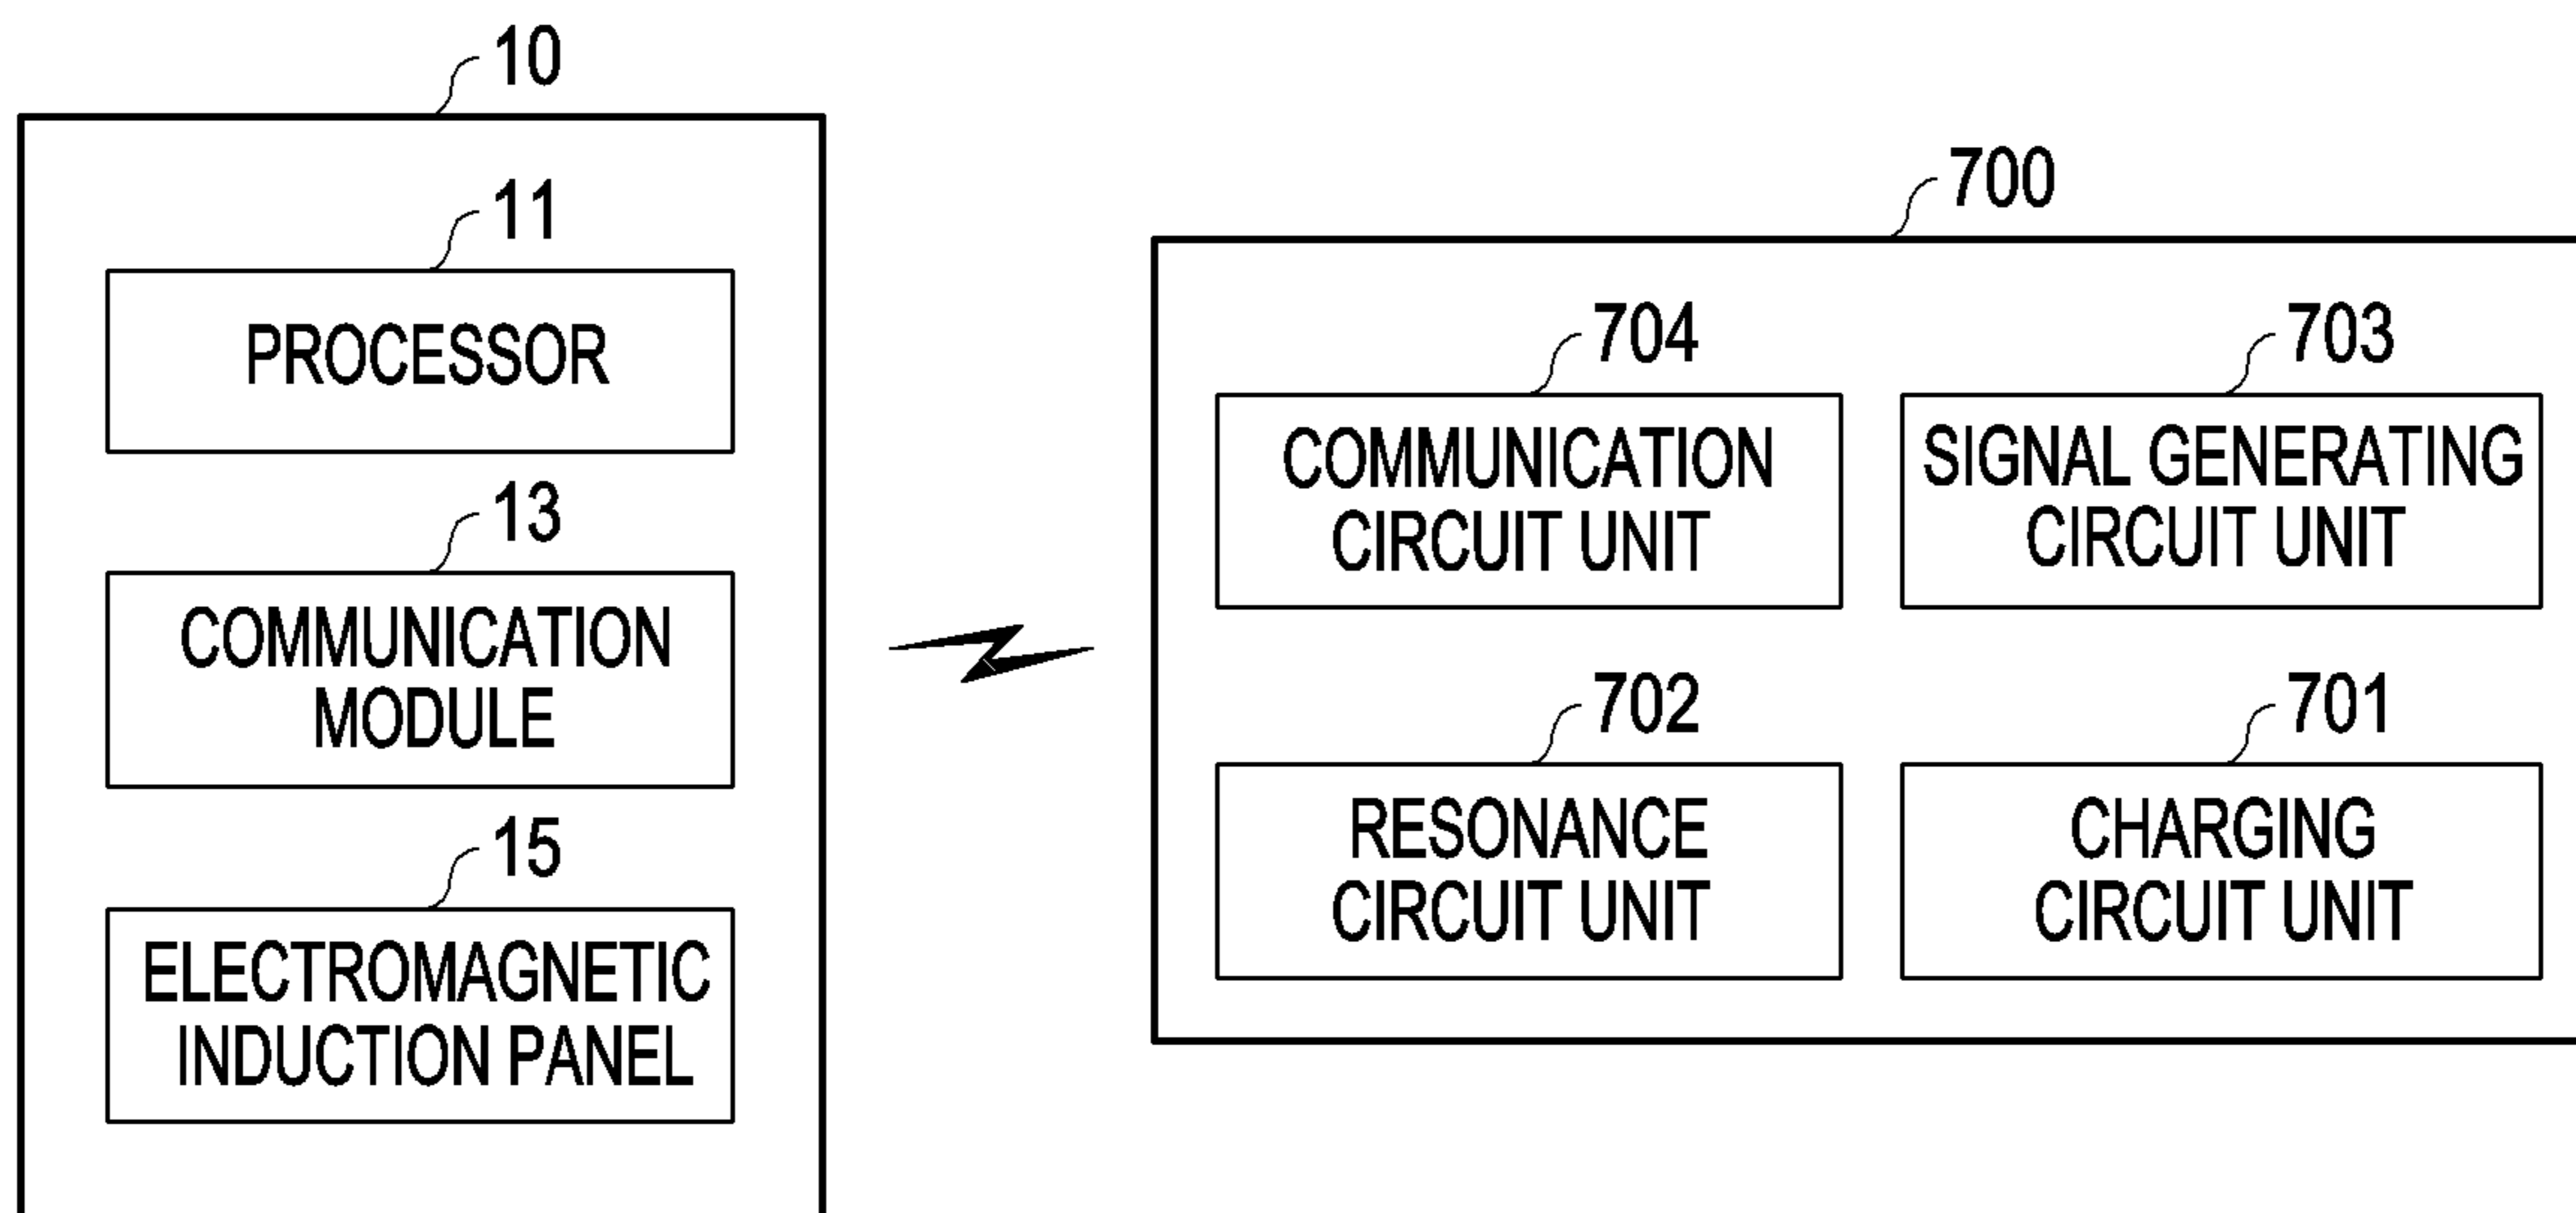 10
11
PROCESSOR
13
COMMUNICATION
MODULE
15
ELECTROMAGNETIC
INDUCTION PANEL
700
704
COMMUNICATION
CIRCUIT UNIT
703
SIGNAL GENERATING
CIRCUIT UNIT
702
RESONANCE
CIRCUIT UNIT
701
CHARGING
CIRCUIT UNIT